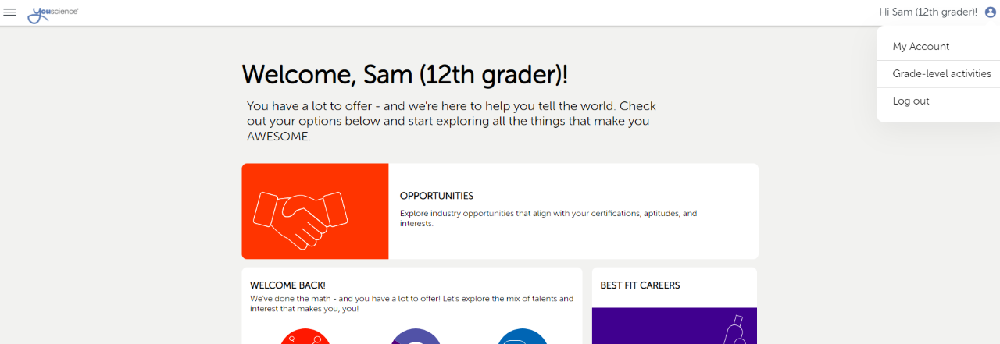 youscience
Hi Sam (12th grader)!
My Account
Grade-level activities
Log out
Welcome, Sam (12th grader)!
You have a lot to offer - and we're here to help you tell the world. Check
out your options below and start exploring all the things that make you
AWESOME.
OPPORTUNITIES
Explore industry opportunities that align with your certifications, aptitudes, and
interests.
WELCOME BACK!
We've done the math - and you have a lot to offer! Let's explore the mix of talents and
interest that makes you, you!
BEST FIT CAREERS